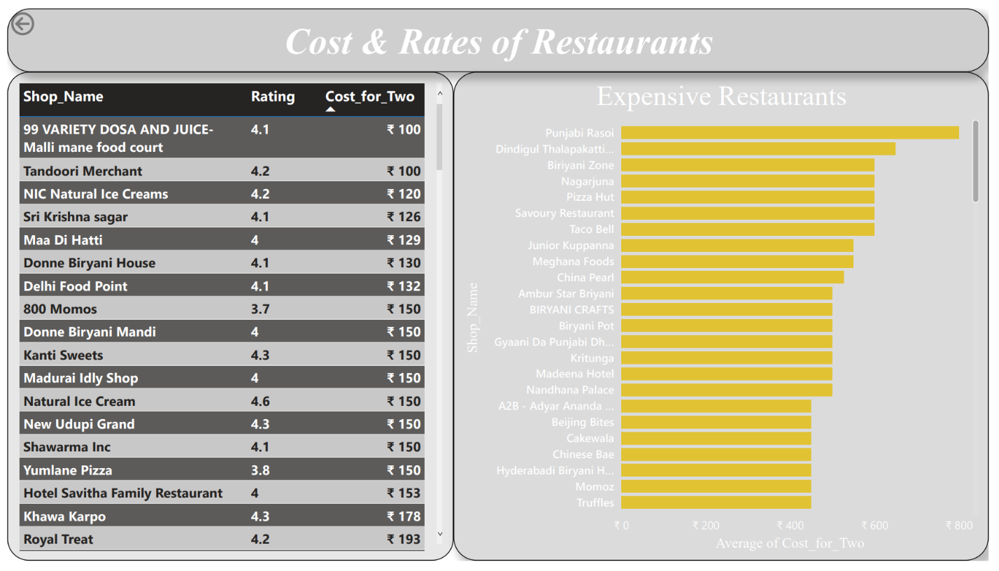 Cost & Rates of Restaurants
Shop_Name Rating Cost_for_Two
99 VARIETY DOSA AND JUICE- 4.1 ₹ 100
Malli mane food court
Tandoori Merchant 4.2 ₹ 100
NIC Natural Ice Creams 4.2 ₹ 120
Sri Krishna sagar 4.1 ₹ 126
Maa Di Hatti 4 ₹ 129
Donne Biryani House 4.1 ₹ 130
Delhi Food Point 4.1 ₹ 132
800 Momos 3.7 ₹ 150
Donne Biryani Mandi 4 ₹ 150
Kanti Sweets 4.3 ₹ 150
Madurai Idly Shop 4 ₹ 150
Natural Ice Cream 4.6 ₹ 150
New Udupi Grand 4.3 ₹ 150
Shawarma Inc 4.1 ₹ 150
Yumlane Pizza 3.8 ₹ 150
Hotel Savitha Family Restaurant 4 ₹ 153
Khawa Karpo 4.3 ₹ 178
Royal Treat 4.2 ₹ 193
Expensive Restaurants
Shop_Name
Punjabi Rasoi
Dindigul Thalapakatti...
Biriyani Zone
Nagarjuna
Pizza Hut
Savoury Restaurant
Taco Bell
Junior Kuppanna
Meghana Foods
China Pearl
Ambur Star Briyani
BIRYANI CRAFTS
Biryani Pot
Gyaani Da Punjabi Dh...
Kritunga
Madeena Hotel
Nandhana Palace
A2B - Adyar Ananda ...
Beijing Bites
Cakewala
Chinese Bae
Hyderabadi Biryani H...
Momoz
Truffles
₹ 0 ₹ 200 ₹ 400 ₹ 600 ₹ 800
Average of Cost_for_Two